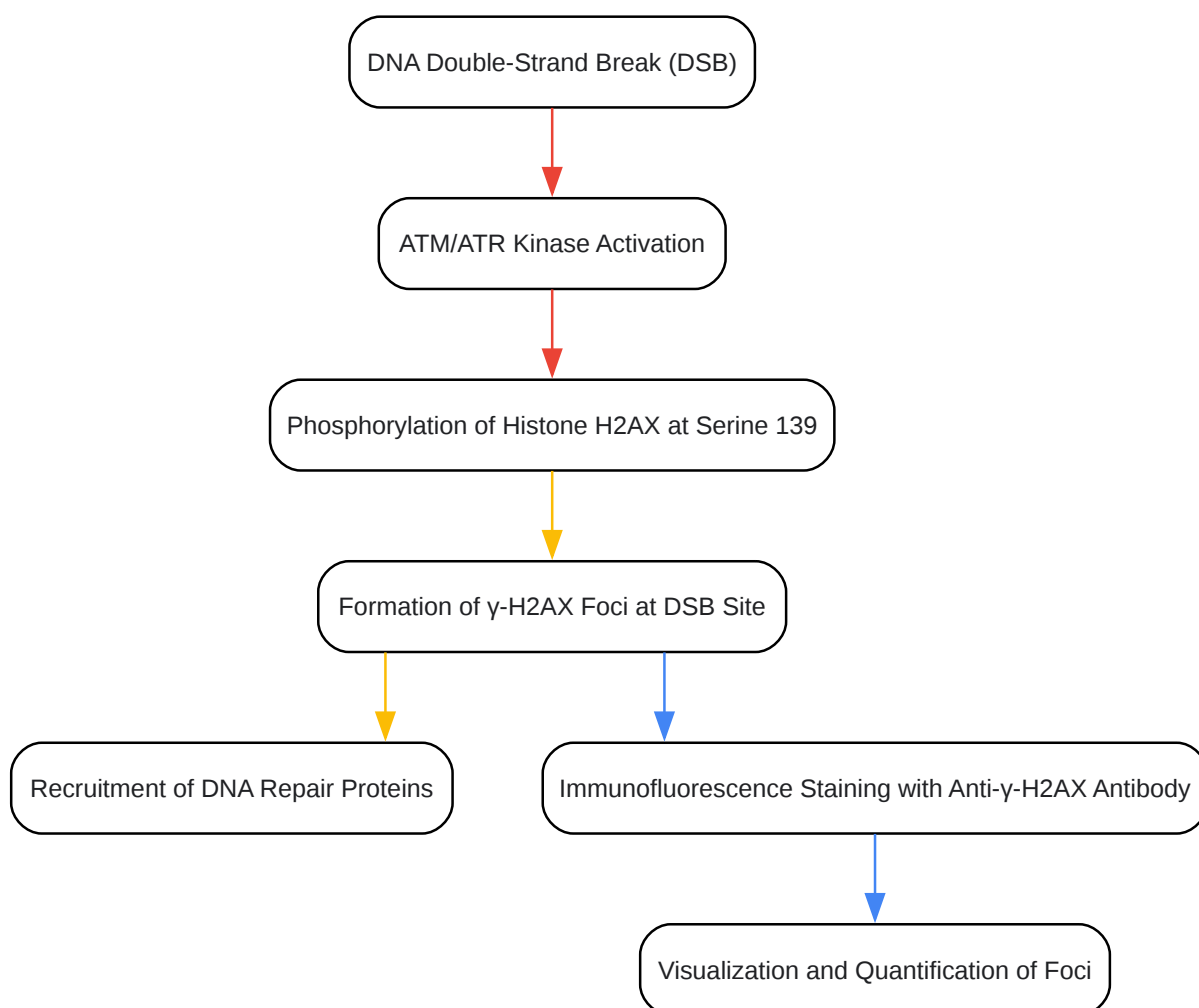 DNA Double-Strand Break (DSB)
ATM/ATR Kinase Activation
Phosphorylation of Histone H2AX at Serine 139
Formation of γ-H2AX Foci at DSB Site
Recruitment of DNA Repair Proteins
Immunofluorescence Staining with Anti-γ-H2AX Antibody
Visualization and Quantification of Foci